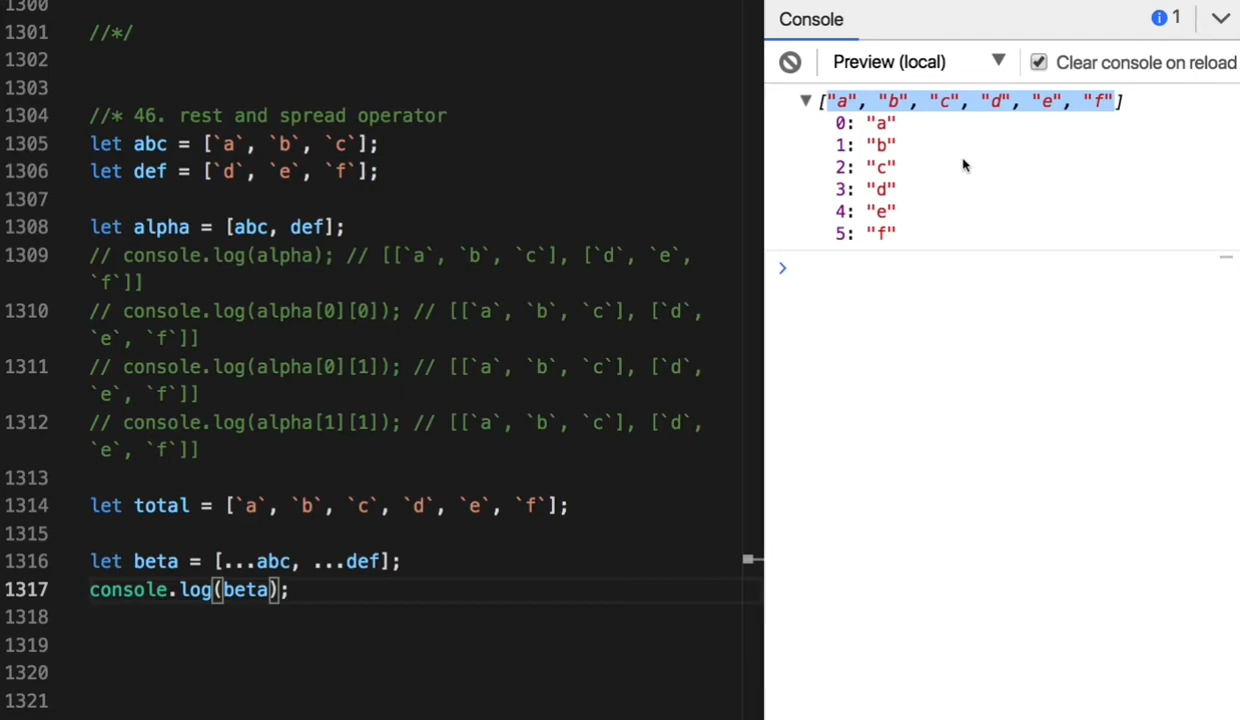 1300
1301 //*/
1302
1303
1304 //* 46. rest and spread operator
1305 let abc = [`a`, `b`, `c`];
1306 let def = [`d`, `e`, `f`];
1307
1308 let alpha = [abc, def];
1309 // console.log(alpha); // [[`a`, `b`, `c`], [`d`, `e`,
`f`]]
1310 // console.log(alpha[0][0]); // [[`a`, `b`, `c`], [`d`,
`e`, `f`]]
1311 // console.log(alpha[0][1]); // [[`a`, `b`, `c`], [`d`,
`e`, `f`]]
1312 // console.log(alpha[1][1]); // [[`a`, `b`, `c`], [`d`,
`e`, `f`]]
1313
1314 let total = [`a`, `b`, `c`, `d`, `e`, `f`];
1315
1316 let beta = [...abc, ...def];
1317 console.log(beta);
1318
1319
1320
1321
Console
1
Preview (local)
Clear console on reload
["a", "b", "c", "d", "e", "f"]
0: "a"
1: "b"
2: "c"
3: "d"
4: "e"
5: "f"